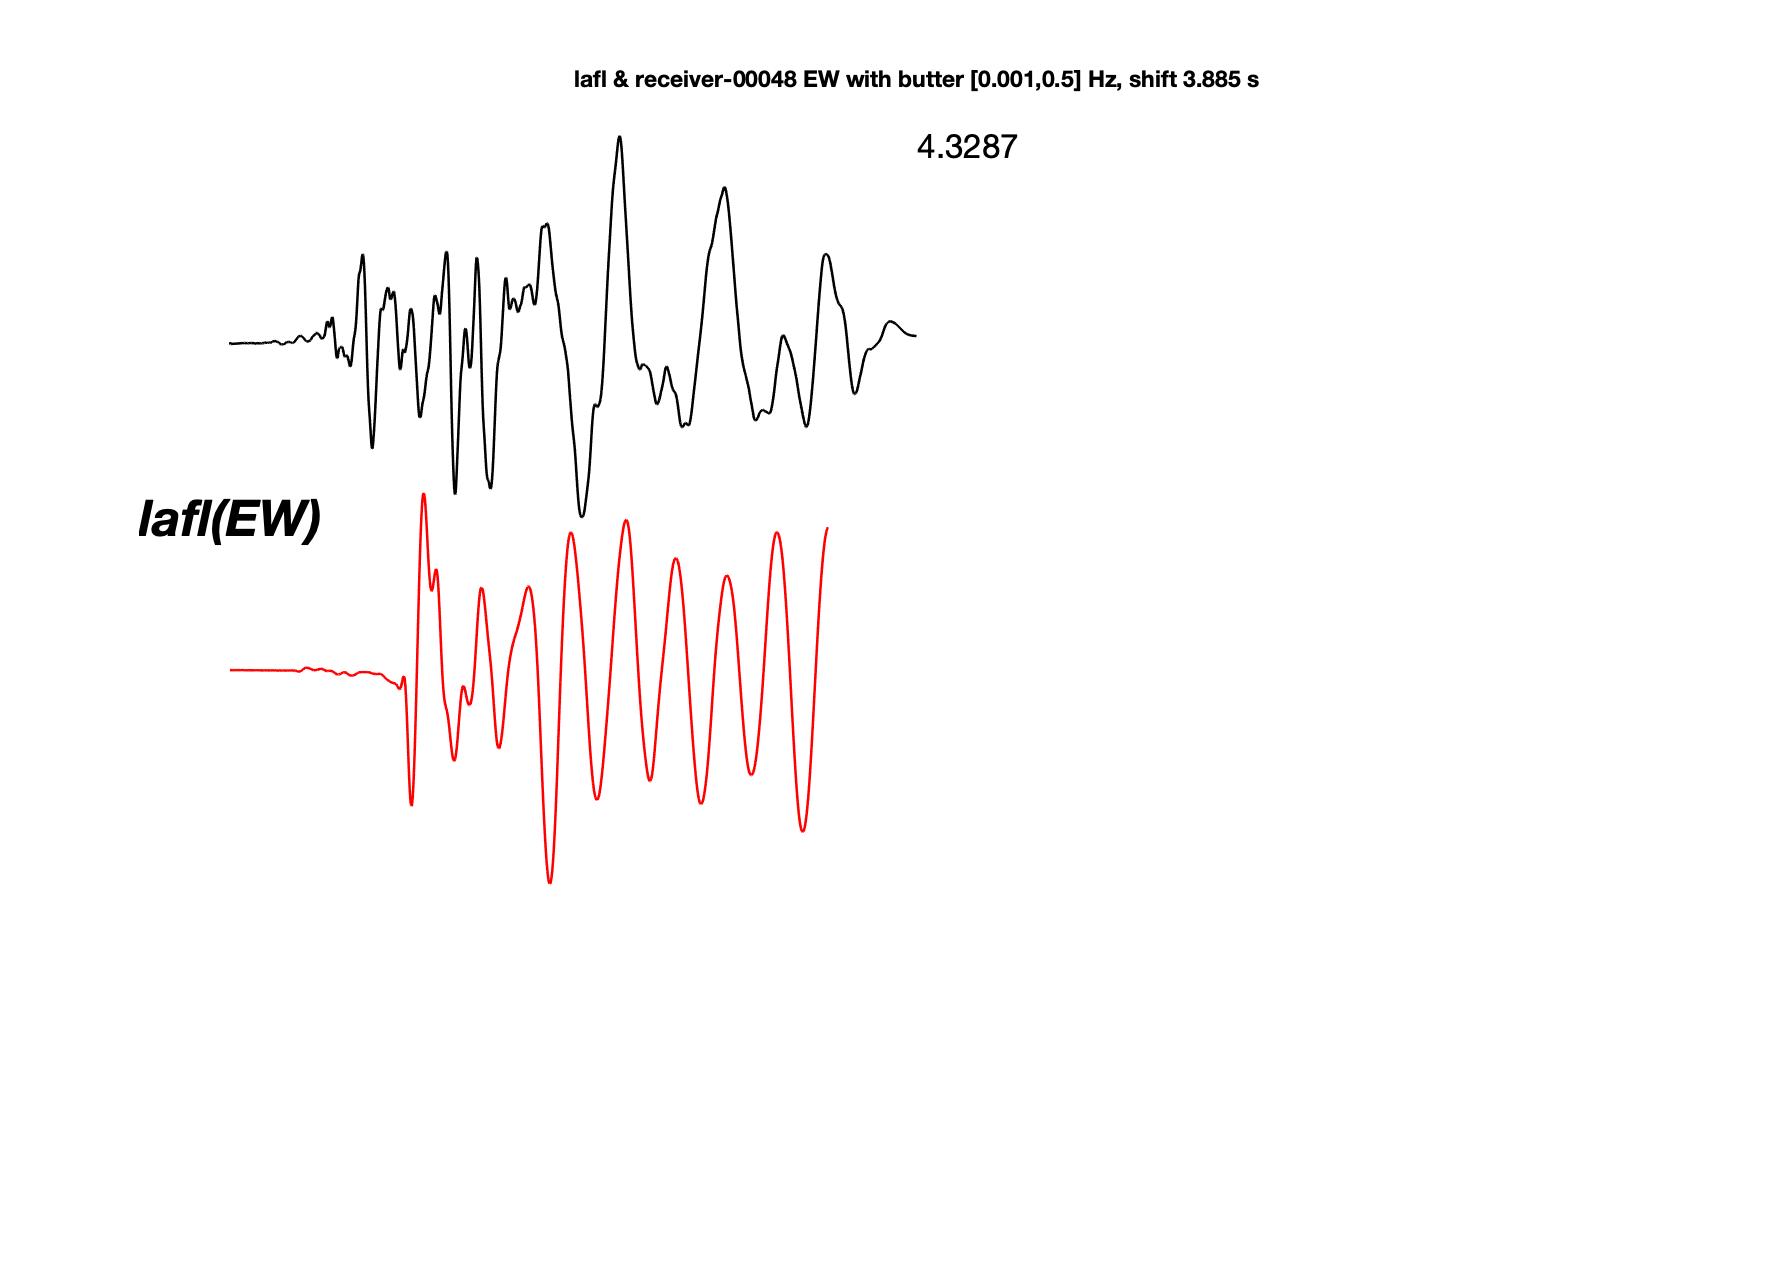 lafl & receiver-00048 EW with butter [0.001,0.5] Hz, shift 3.885 s
4.3287
lafl(EW)